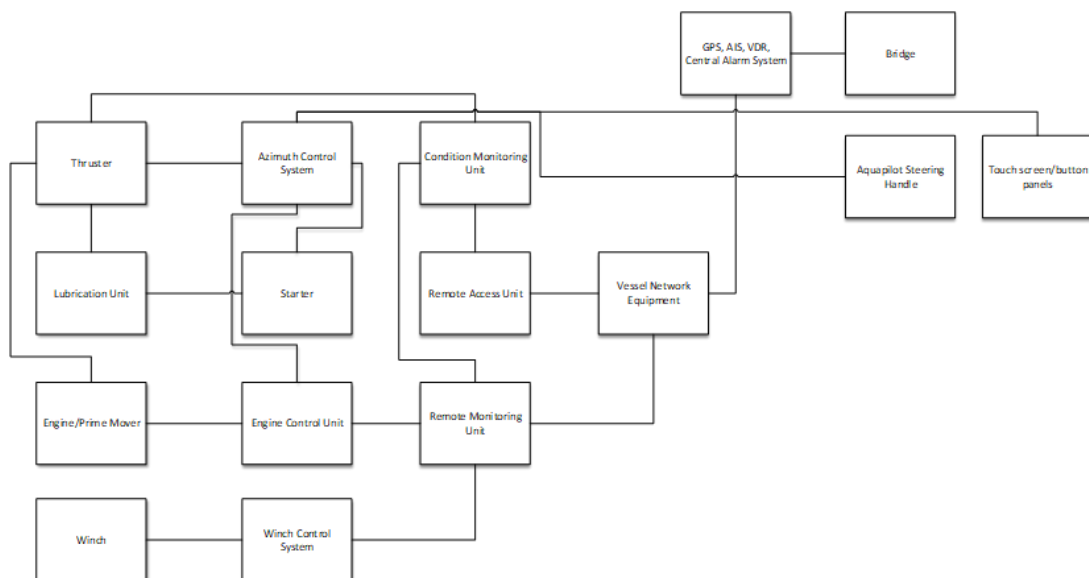 GPS, AIS, VDR,
Central Alarm System
Bridge
Thruster
Azimuth Control
System
Condition Monitoring
Unit
Aquapilot Steering
Handle
Touch screen/button
panels
Lubrication Unit
Starter
Remote Access Unit
Vessel Network
Equipment
Engine/Prime Mover
Engine Control Unit
Remote Monitoring
Unit
Winch
Winch Control
System